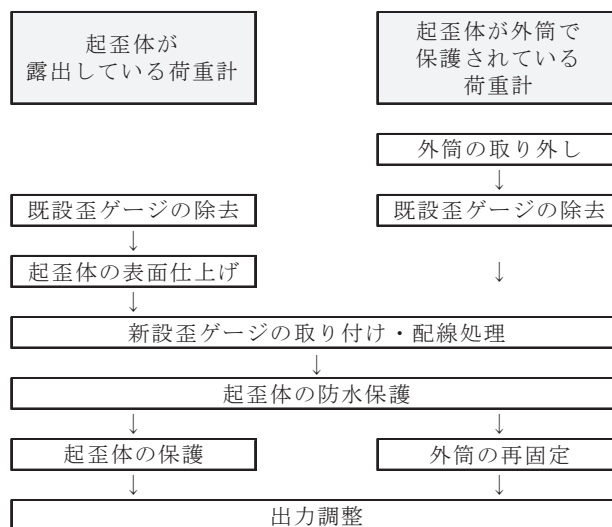 起歪体が
露出している荷重計
起歪体が外筒で
保護されている
荷重計
外筒の取り外し
↓
既設歪ゲージの除去
既設歪ゲージの除去
↓
起歪体の表面仕上げ
↓
↓
新設歪ゲージの取り付け・配線処理
↓
起歪体の防水保護
↓
↓
起歪体の保護
外筒の再固定
↓
↓
出力調整